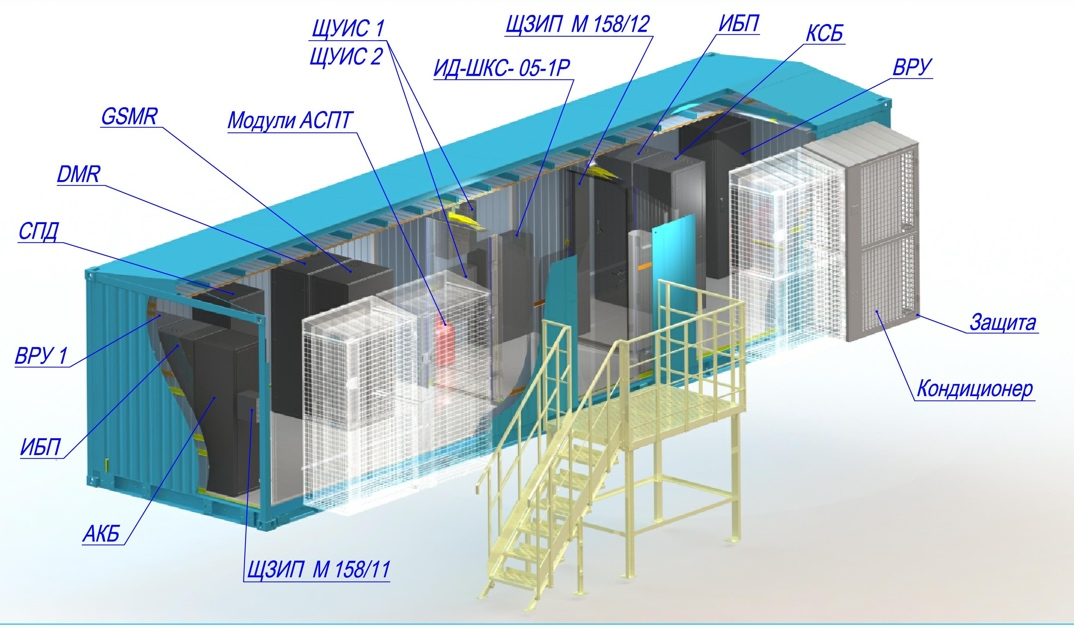 ЩУИС 1
ЩУИС 2
ЩЗИП М 158/12
ИБП
КСБ
ИД-ШКС- 05-1Р
ВРУ
GSMR
Модули АСПТ
DMR
СПД
ВРУ 1
Защита
Кондиционер
ИБП
АКБ
ЩЗИП М 158/11